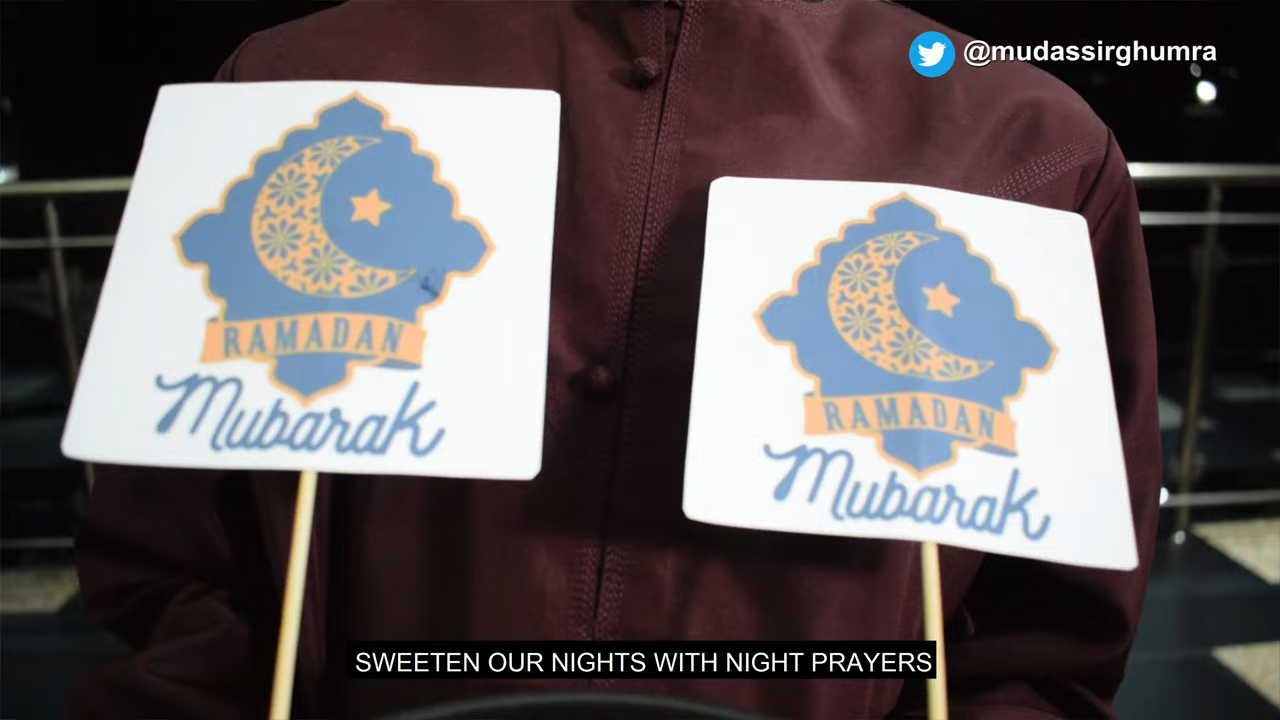 @mudassirghumra
RAMADAN
Mubarak
RAMADAN
Mubarak
SWEETEN OUR NIGHTS WITH NIGHT PRAYERS